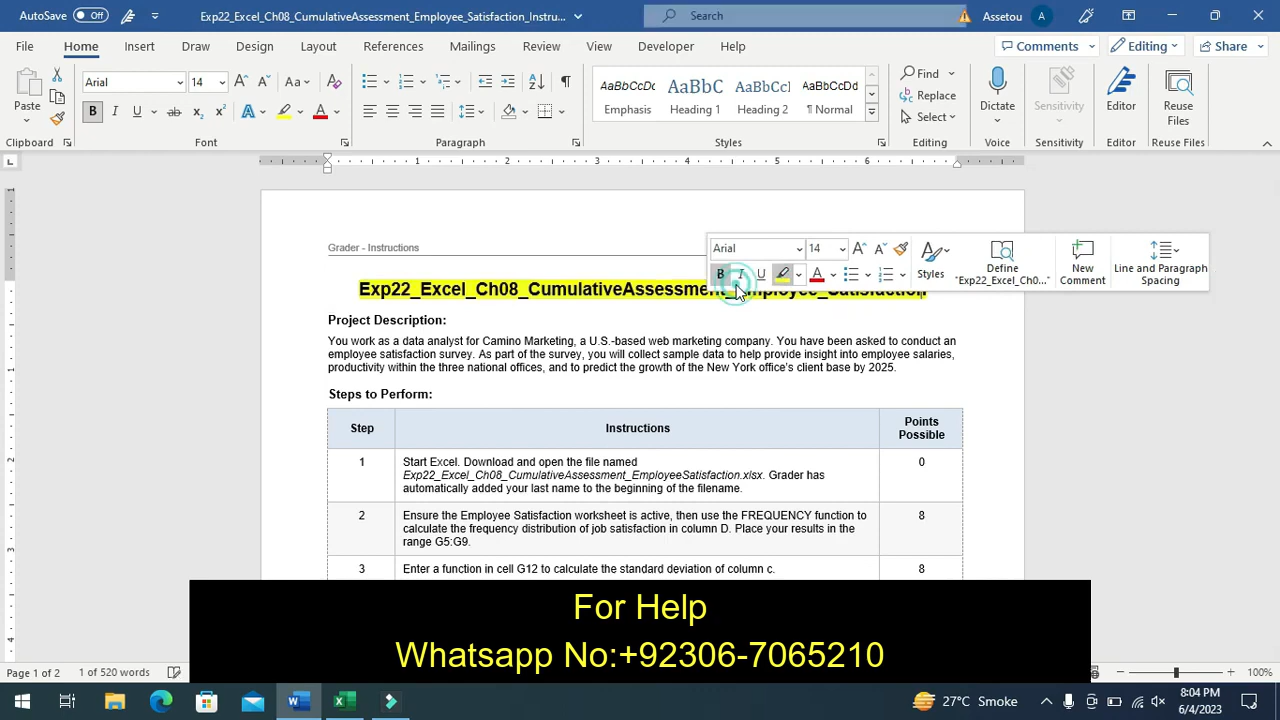 AutoSave Off Exp22_Excel_Ch08_CumulativeAssessment_Employee_Satisfaction_Instru... Search Assetou A
File Home Insert Draw Design Layout References Mailings Review View Developer Help Comments Editing Share
Arial 14 Aa
AaBbCcDc AaBbC AaBbCcI AaBbCcDd
Find
Replace
Select
Paste Emphasis Heading 1 Heading 2 ¶ Normal Dictate Sensitivity Editor Reuse Files
Clipboard Font Paragraph Styles Editing Voice Sensitivity Editor Reuse Files
Grader - Instructions
Arial 14
Styles Define "Exp22_Excel_Ch0..." New Comment Line and Paragraph Spacing
Exp22_Excel_Ch08_CumulativeAssessment_Employee_Satisfaction
Project Description:
You work as a data analyst for Camino Marketing, a U.S.-based web marketing company. You have been asked to conduct an
employee satisfaction survey. As part of the survey, you will collect sample data to help provide insight into employee salaries,
productivity within the three national offices, and to predict the growth of the New York office's client base by 2025.
Steps to Perform:
Step Instructions Points Possible
1 Start Excel. Download and open the file named 0
Exp22_Excel_Ch08_CumulativeAssessment_EmployeeSatisfaction.xlsx. Grader has
automatically added your last name to the beginning of the filename.
2 Ensure the Employee Satisfaction worksheet is active, then use the FREQUENCY function to 8
calculate the frequency distribution of job satisfaction in column D. Place your results in the
range G5:G9.
3 Enter a function in cell G12 to calculate the standard deviation of column c. 8
For Help
Whatsapp No:+92306-7065210
Page 1 of 2 1 of 520 words 100%
27°C Smoke 8:04 PM
6/4/2023